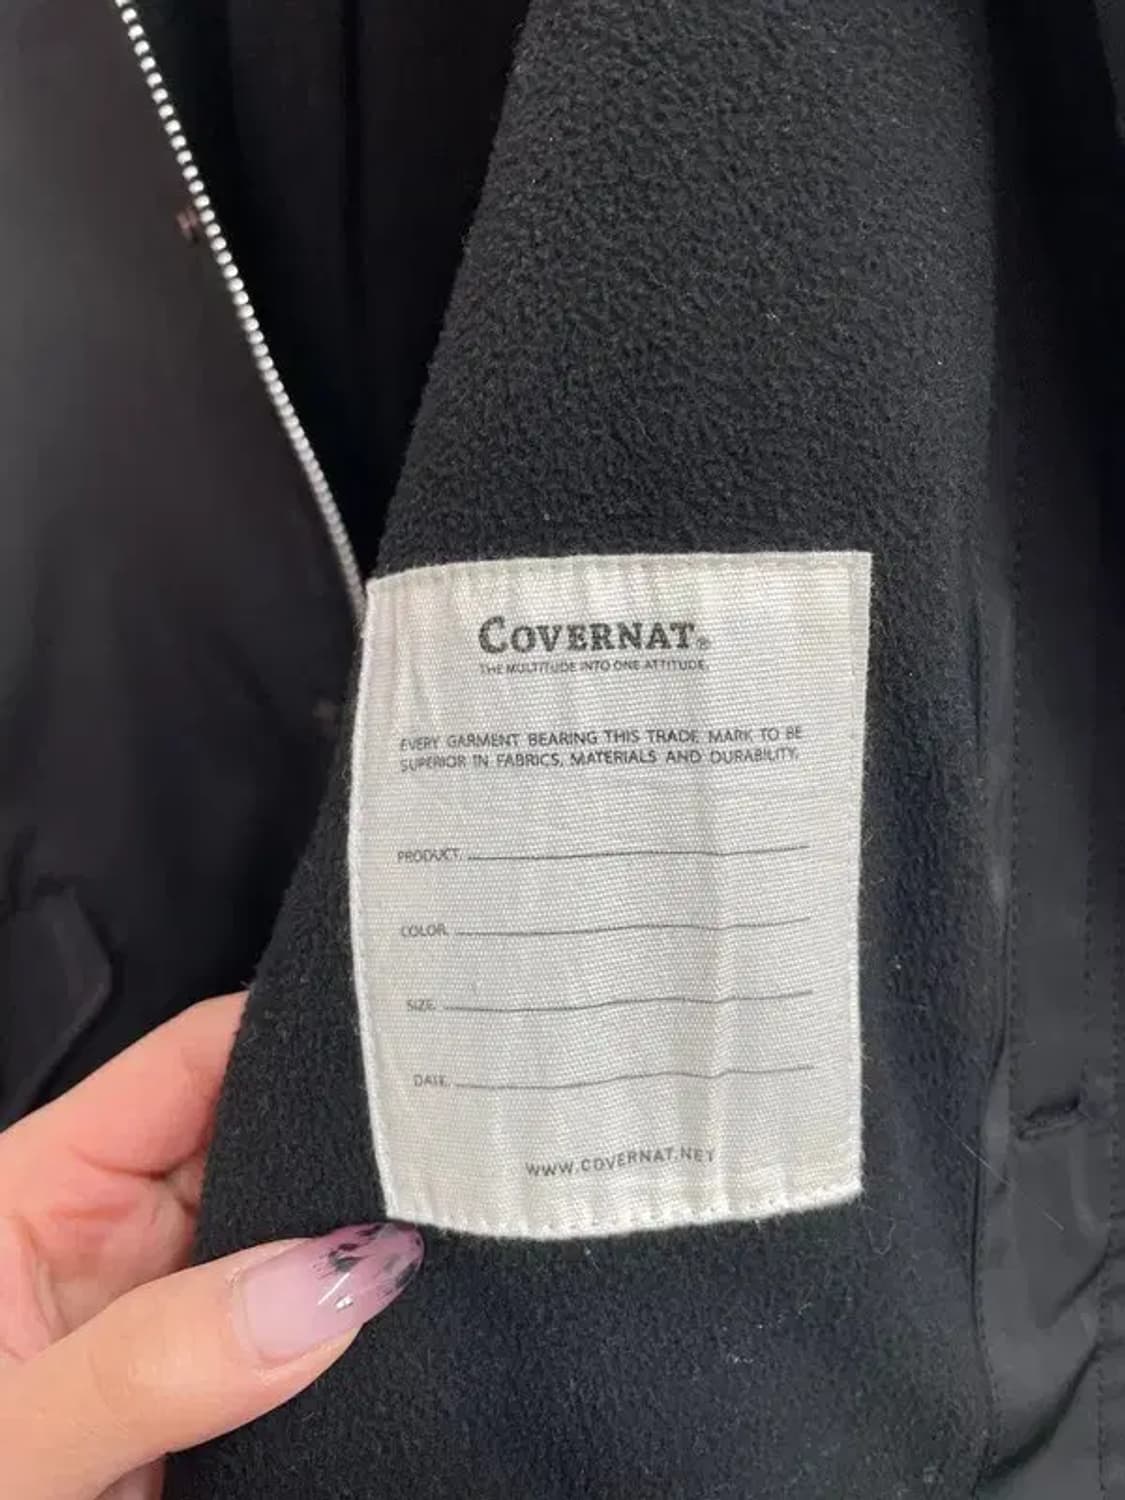 COVERNAT®
THE MULTITUDE INTO ONE ATTITUDE.
EVERY GARMENT BEARING THIS TRADE MARK TO BE
SUPERIOR IN FABRICS, MATERIALS AND DURABILITY.
PRODUCT.
COLOR.
SIZE.
DATE.
WWW.COVERNAT.NET